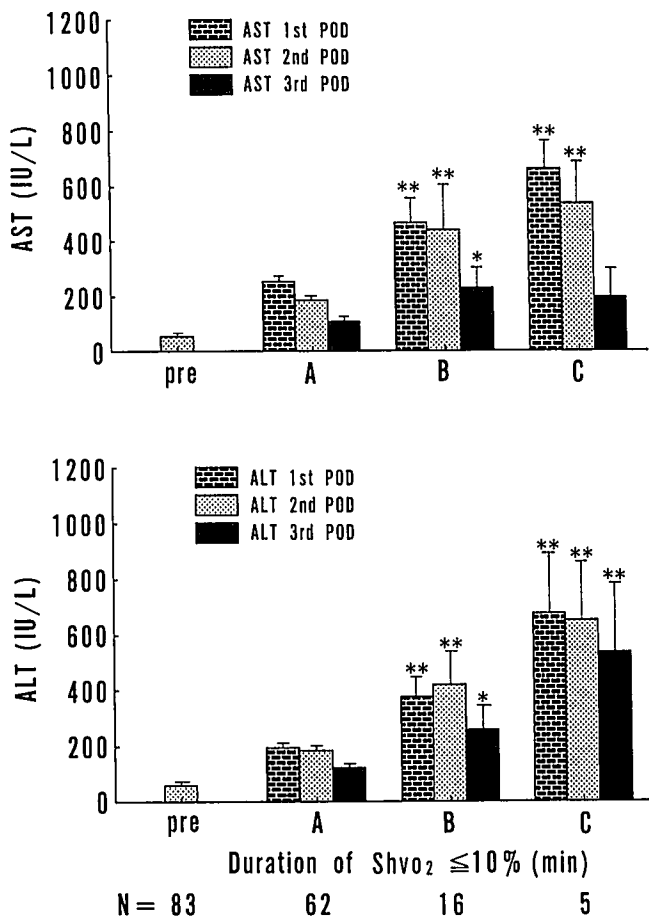 1200
1000
800
600
400
200
0
AST (IU/L)
AST 1st POD
AST 2nd POD
AST 3rd POD
** ** * ** **
pre A B C
1200
1000
800
600
400
200
0
ALT (IU/L)
ALT 1st POD
ALT 2nd POD
ALT 3rd POD
** ** * ** ** **
pre A B C
Duration of Shvo₂ ≦10% (min)
N = 83 62 16 5